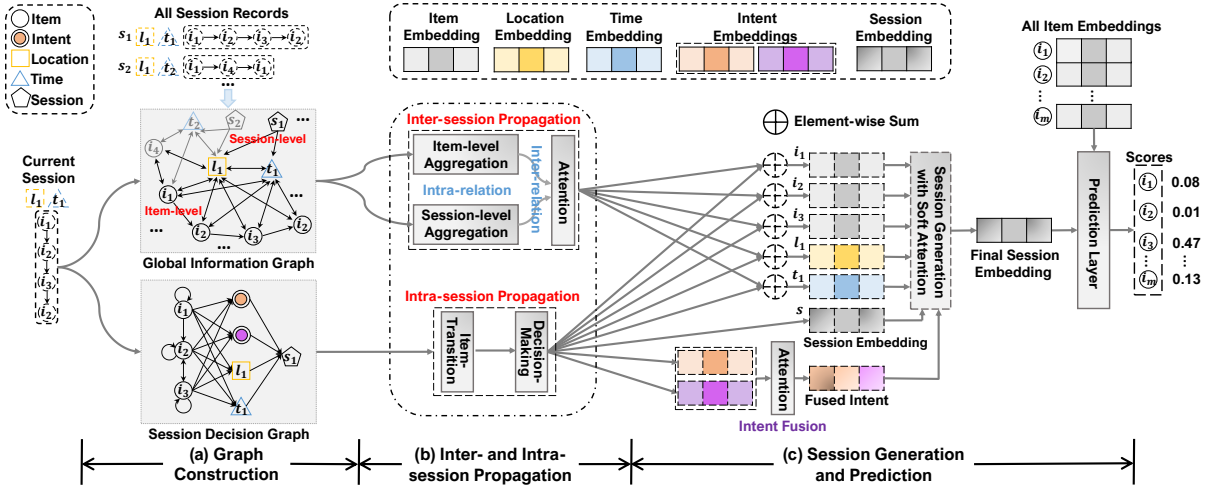 Item
Intent
Location
Time
Session
All Session Records
s1 l1 t1 i1 i2 i3 i2
s2 l1 t2 i1 i4 i1
...
Item Embedding
Location Embedding
Time Embedding
Intent Embeddings
Session Embedding
All Item Embeddings
i1
i2
...
im
Current Session
l1 t1
i1
i2
i3
i2
t2 s2 s1
Session-level
i4 l1 t1
...
i1
Item-level
... i2 ... i3 i2
Global Information Graph
i1
i2
i3
l1
t1
s1
Session Decision Graph
Inter-session Propagation
Item-level Aggregation
Intra-relation
Session-level Aggregation
Inter-relation
Attention
Intra-session Propagation
Item-Transition
Decision-Making
Element-wise Sum
i1
i2
i3
l1
t1
s
Session Embedding
Attention
Fused Intent
Intent Fusion
Session Generation with Soft Attention
Final Session Embedding
Prediction Layer
Scores
i1 0.08
i2 0.01
i3 0.47
... ...
im 0.13
(a) Graph Construction
(b) Inter- and Intra-session Propagation
(c) Session Generation and Prediction